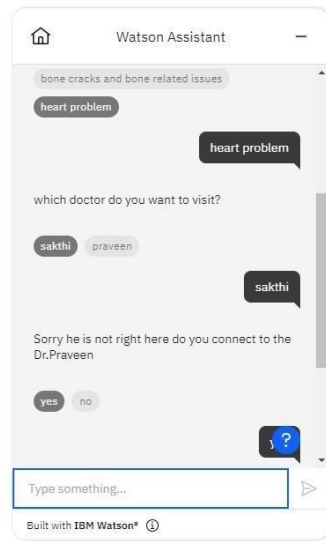 Watson Assistant
bone cracks and bone related issues
heart problem
heart problem
which doctor do you want to visit?
sakthi praveen
sakthi
Sorry he is not right here do you connect to the
Dr.Praveen
yes no
?
Type something...
Built with IBM Watson®